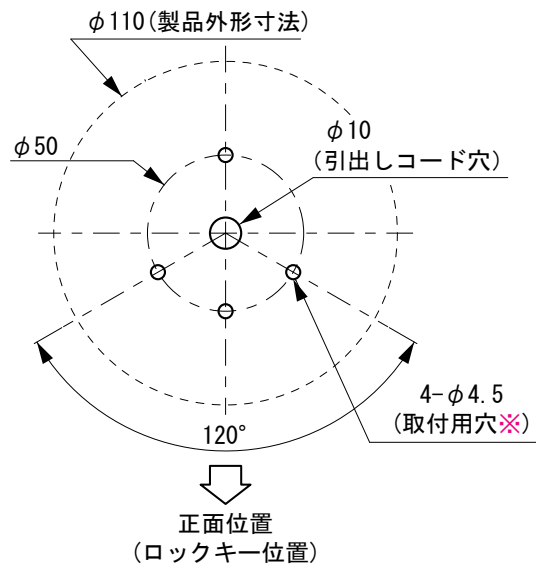 φ110(製品外形寸法)
φ50
φ10
(引出しコード穴)
4-φ4.5
(取付用穴※)
120°
正面位置
(ロックキー位置)